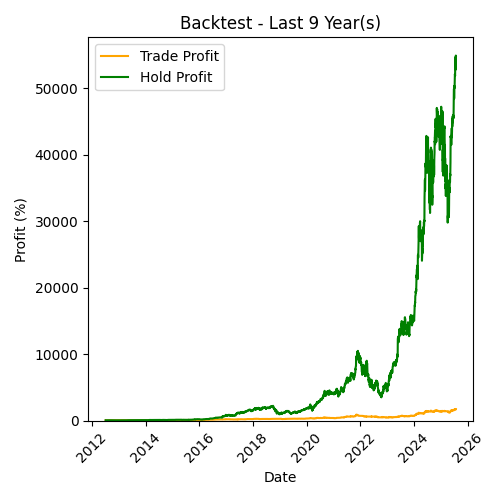 Backtest - Last 9 Year(s)
Trade Profit
Hold Profit
Profit (%)
50000
40000
30000
20000
10000
0
2012
2014
2016
2018
2020
2022
2024
2026
Date